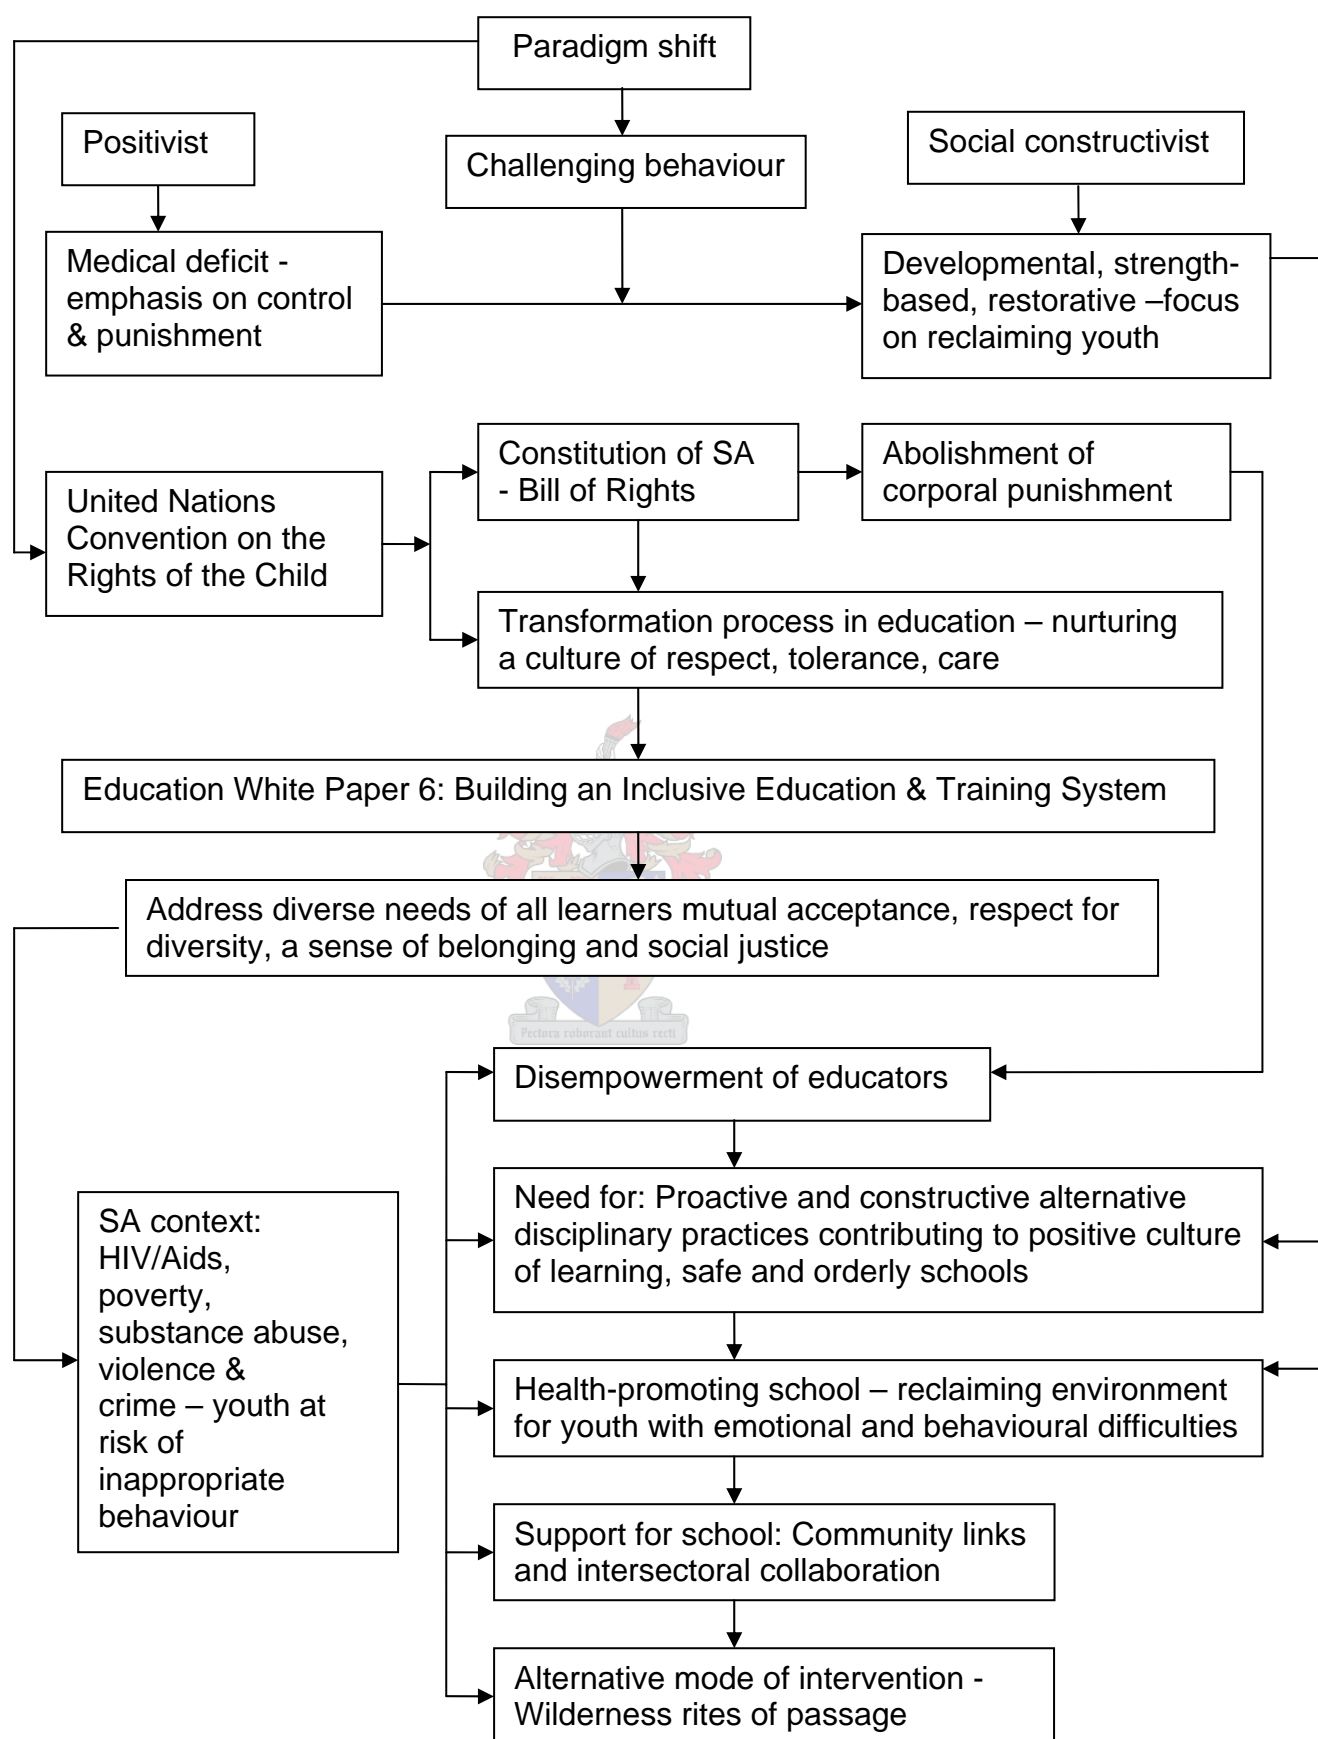 Paradigm shift
Positivist
Challenging behaviour
Social constructivist
Medical deficit -
emphasis on control
& punishment
Developmental, strength-
based, restorative –focus
on reclaiming youth
United Nations
Convention on the
Rights of the Child
Constitution of SA
- Bill of Rights
Abolishment of
corporal punishment
Transformation process in education – nurturing
a culture of respect, tolerance, care
Education White Paper 6: Building an Inclusive Education & Training System
Address diverse needs of all learners mutual acceptance, respect for
diversity, a sense of belonging and social justice
Pectora roborant cultus recti
Disempowerment of educators
SA context:
HIV/Aids,
poverty,
substance abuse,
violence &
crime – youth at
risk of
inappropriate
behaviour
Need for: Proactive and constructive alternative
disciplinary practices contributing to positive culture
of learning, safe and orderly schools
Health-promoting school – reclaiming environment
for youth with emotional and behavioural difficulties
Support for school: Community links
and intersectoral collaboration
Alternative mode of intervention -
Wilderness rites of passage